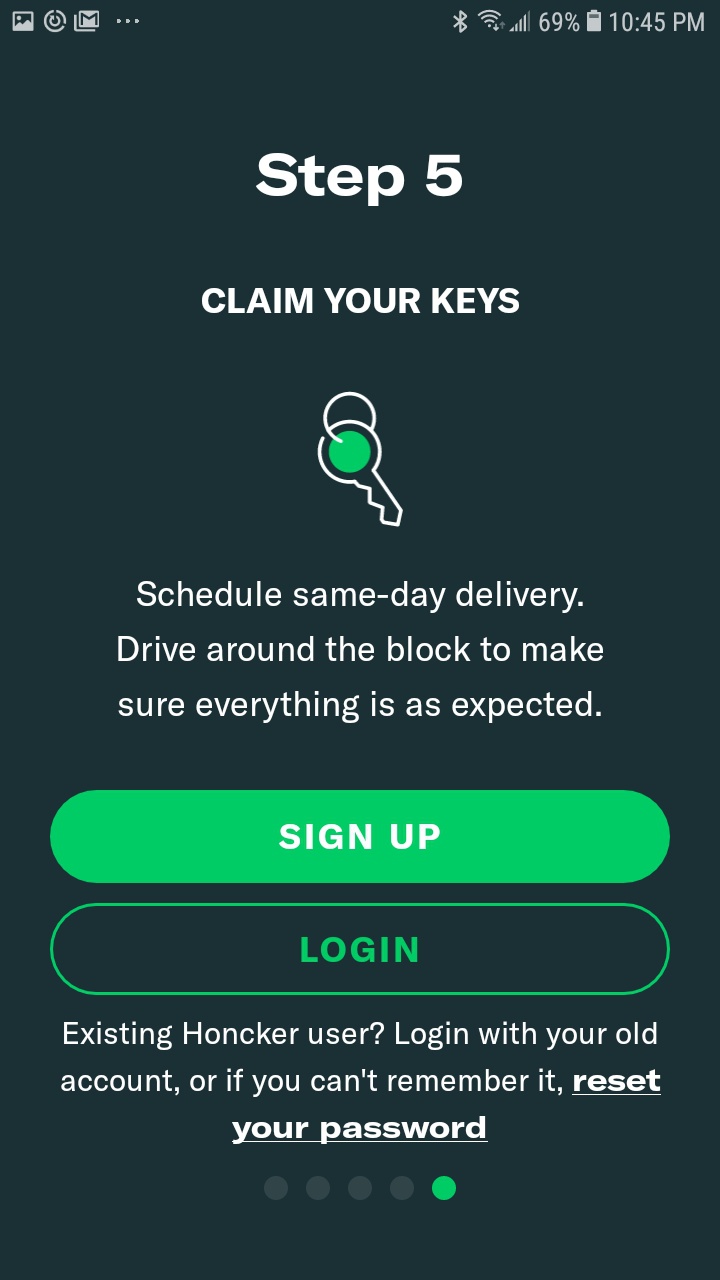 69% 10:45 PM
Step 5
CLAIM YOUR KEYS
Schedule same-day delivery.
Drive around the block to make
sure everything is as expected.
SIGN UP
LOGIN
Existing Honcker user? Login with your old
account, or if you can't remember it, reset
your password